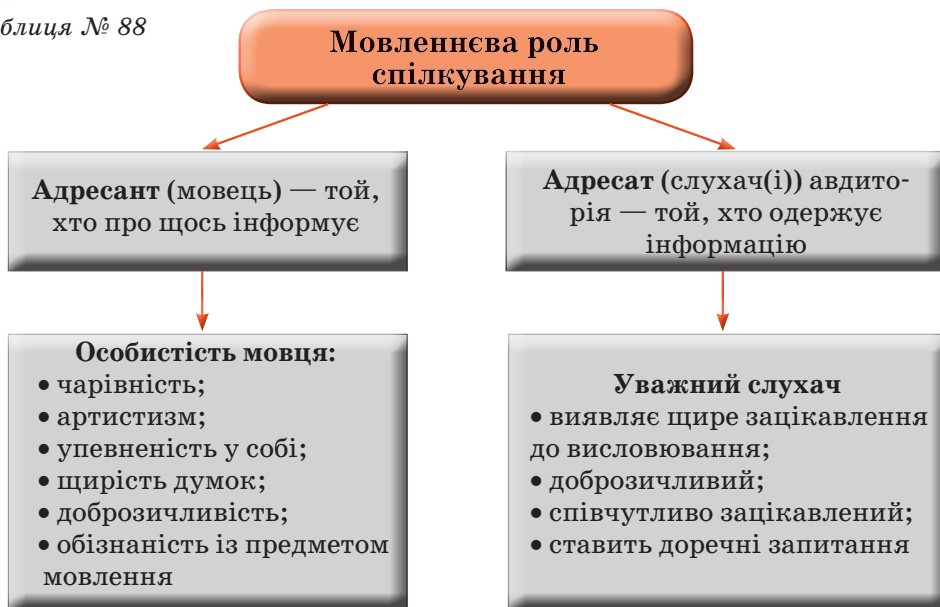 блиця № 88
Мовленнєва роль
спілкування
Адресант (мовець) — той,
хто про щось інформує
Адресат (слухач(і)) авдито-
рія — той, хто одержує
інформацію
Особистість мовця:
• чарівність;
• артистизм;
• упевненість у собі;
• щирість думок;
• доброзичливість;
• обізнаність із предметом
мовлення
Уважний слухач
• виявляє щире зацікавлення
до висловювання;
• доброзичливий;
• співчутливо зацікавлений;
• ставить доречні запитання